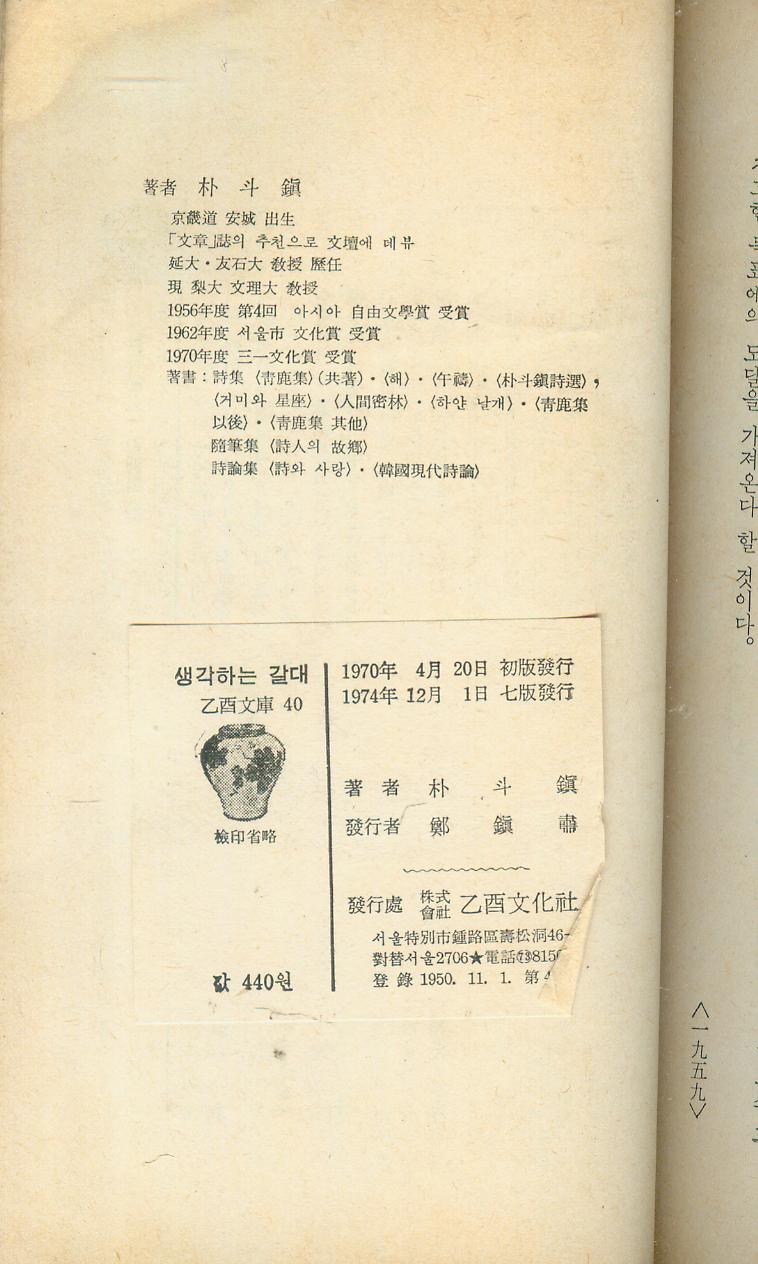 著者 朴 斗 鎭
京畿道 安城 出生
「文章」誌의 추천으로 文壇에 데뷰
延大・友石大 敎授 歷任
現 梨大 文理大 敎授
1956年度 第4回 아시아 自由文學賞 受賞
1962年度 서울市 文化賞 受賞
1970年度 三一文化賞 受賞
著書 : 詩集 〈靑鹿集〉(共著)・〈해〉・〈午禱〉・〈朴斗鎭詩選〉,
〈거미와 星座〉・〈人間密林〉・〈하얀 날개〉・〈靑鹿集
以後〉・〈靑鹿集 其他〉
隨筆集 〈詩人의 故鄕〉
詩論集 〈詩와 사랑〉・〈韓國現代詩論〉
생각하는 갈대
乙酉文庫 40
檢印省略
값 440원
1970年 4月 20日 初版發行
1974年 12月 1日 七版發行
著 者 朴 斗 鎭
發行者 鄭 鎭 肅
發行處 株式會社 乙酉文化社
서울特別市鍾路區壽松洞46-
對替서울2706★電話⑺815
登 錄 1950. 11. 1. 第4
모달을 가져온다 할 것이다。
〈一九五九〉